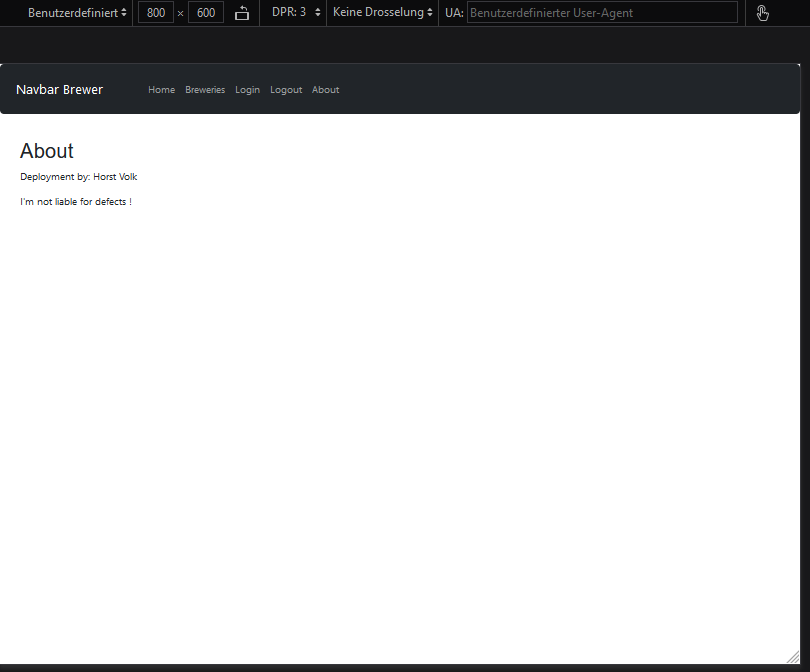 Benutzerdefiniert 800 × 600 DPR: 3 Keine Drosselung UA: Benutzerdefinierter User-Agent
Navbar Brewer Home Breweries Login Logout About
About
Deployment by: Horst Volk
I'm not liable for defects !